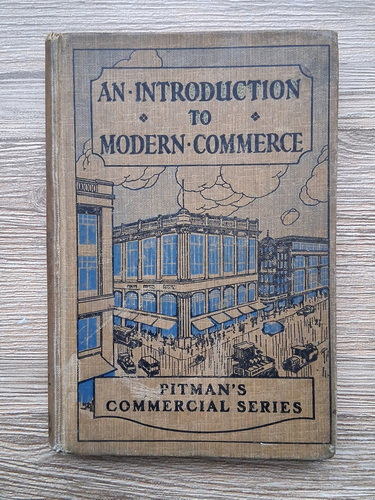 AN·INTRODUCTION
TO
MODERN·COMMERCE
PITMAN'S
COMMERCIAL SERIES